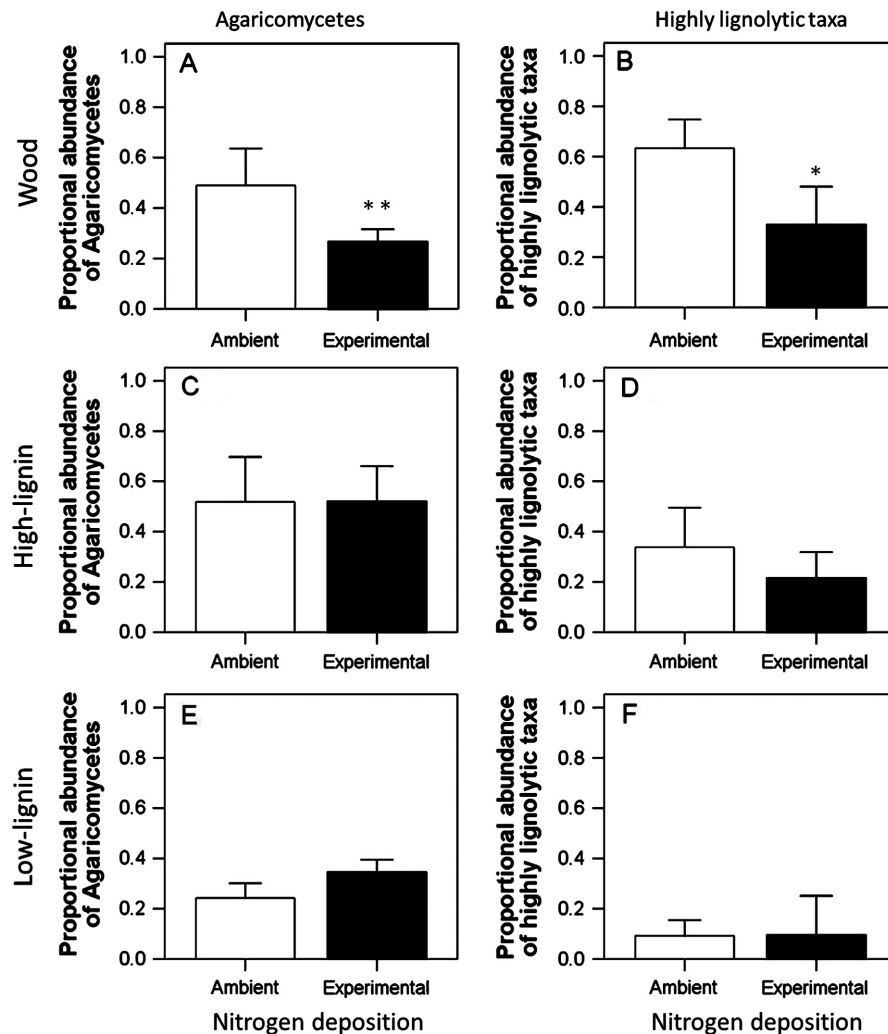 Agaricomycetes
Highly lignolytic taxa
Wood
Proportional abundance
of Agaricomycetes
A
1.0
0.8
0.6
0.4
0.2
0.0
**
Ambient
Experimental
Proportional abundance
of highly lignolytic taxa
B
1.0
0.8
0.6
0.4
0.2
0.0
*
Ambient
Experimental
High-lignin
Proportional abundance
of Agaricomycetes
C
1.0
0.8
0.6
0.4
0.2
0.0
Ambient
Experimental
Proportional abundance
of highly lignolytic taxa
D
1.0
0.8
0.6
0.4
0.2
0.0
Ambient
Experimental
Low-lignin
Proportional abundance
of Agaricomycetes
E
1.0
0.8
0.6
0.4
0.2
0.0
Ambient
Experimental
Nitrogen deposition
Proportional abundance
of highly lignolytic taxa
F
1.0
0.8
0.6
0.4
0.2
0.0
Ambient
Experimental
Nitrogen deposition